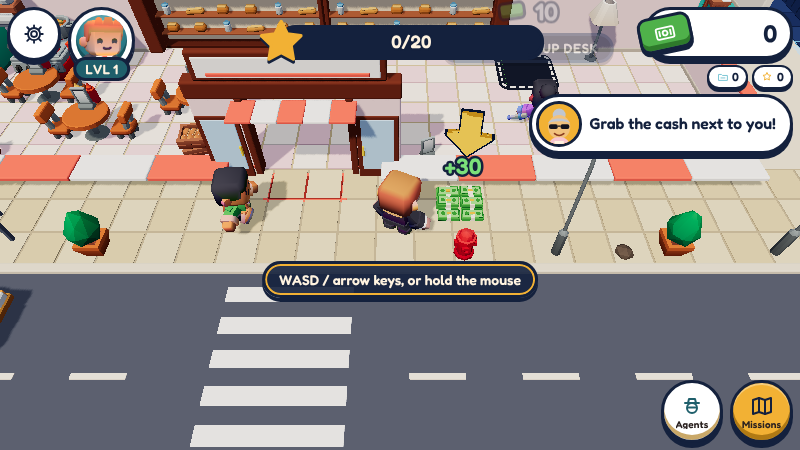 10
0/20
0
UP DESK
LVL 1
0
0
Grab the cash next to you!
+30
WASD / arrow keys, or hold the mouse
Agents
Missions